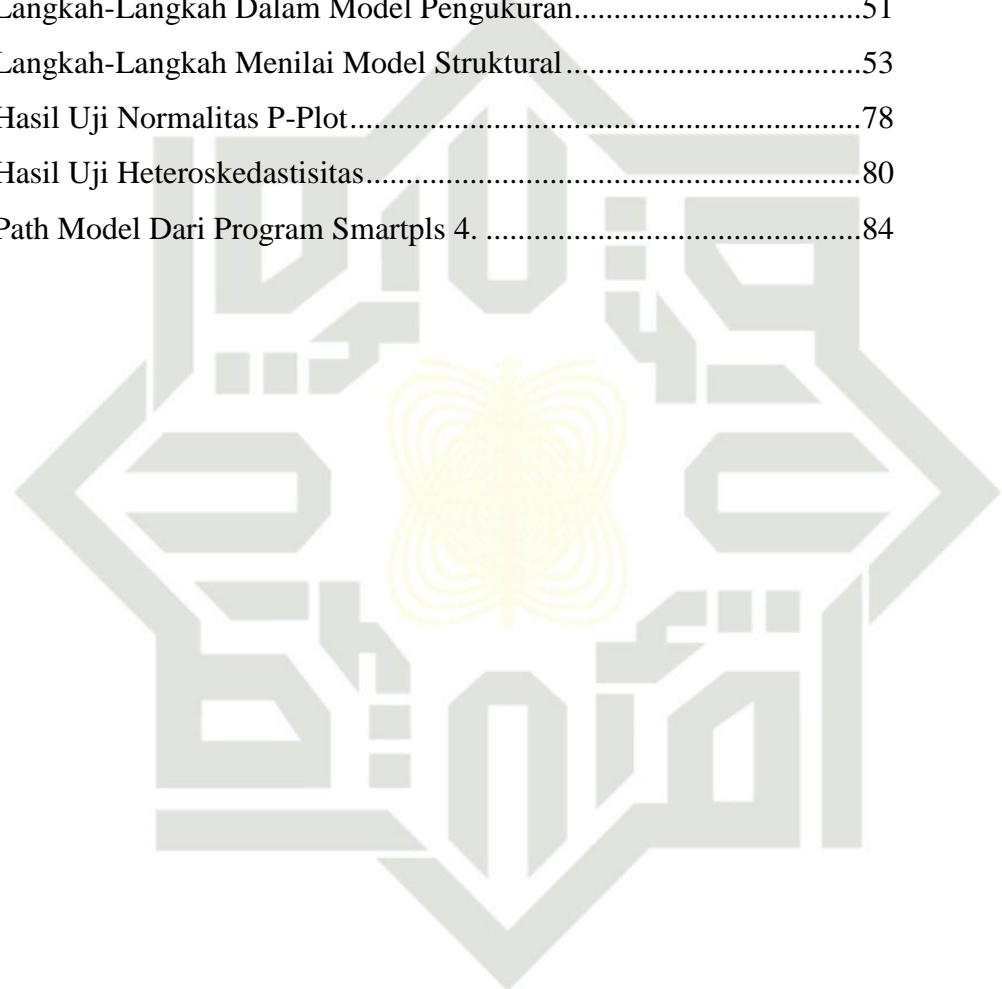 Langkah-Langkah Dalam Model Pengukuran..................................51
Langkah-Langkah Menilai Model Struktural...................................53
Hasil Uji Normalitas P-Plot.............................................................78
Hasil Uji Heteroskedastisitas...........................................................80
Path Model Dari Program Smartpls 4. ............................................84